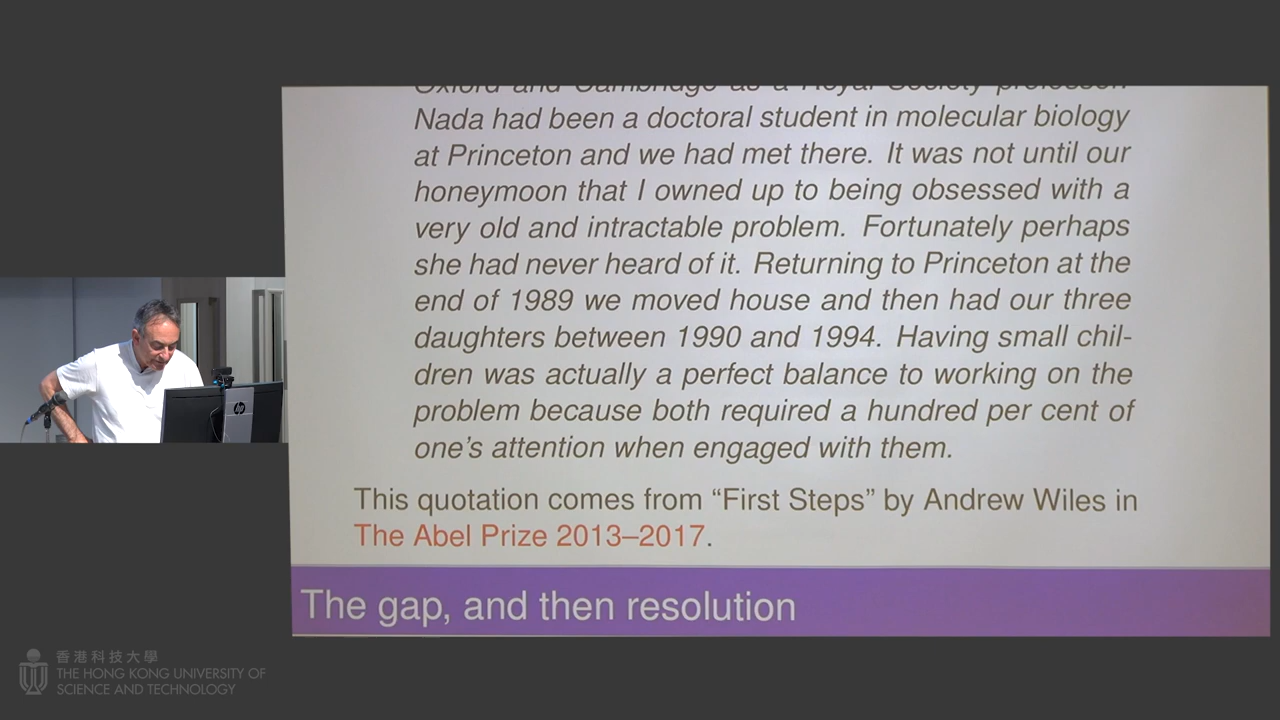 Oxford and Cambridge as a Royal Society professor.
Nada had been a doctoral student in molecular biology
at Princeton and we had met there. It was not until our
honeymoon that I owned up to being obsessed with a
very old and intractable problem. Fortunately perhaps
she had never heard of it. Returning to Princeton at the
end of 1989 we moved house and then had our three
daughters between 1990 and 1994. Having small chil-
dren was actually a perfect balance to working on the
problem because both required a hundred per cent of
one's attention when engaged with them.
This quotation comes from “First Steps” by Andrew Wiles in
The Abel Prize 2013–2017.
The gap, and then resolution
hp
香港科技大學
THE HONG KONG UNIVERSITY OF
SCIENCE AND TECHNOLOGY